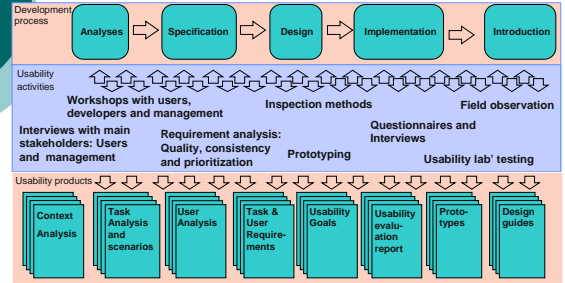 Development
process
Analyses
Specification
Design
Implementation
Introduction
Usability
activities
Workshops with users,
developers and management
Inspection methods
Field observation
Interviews with main
stakeholders: Users
and management
Requirement analysis:
Quality, consistency
and prioritization
Prototyping
Questionnaires and
Interviews
Usability lab' testing
Usability products
Context
Analysis
Task
Analysis
and
scenarios
User
Analysis
Task &
User
Require-
ments
Usability
Goals
Usability
evalu-
ation
report
Proto-
types
Design
guides